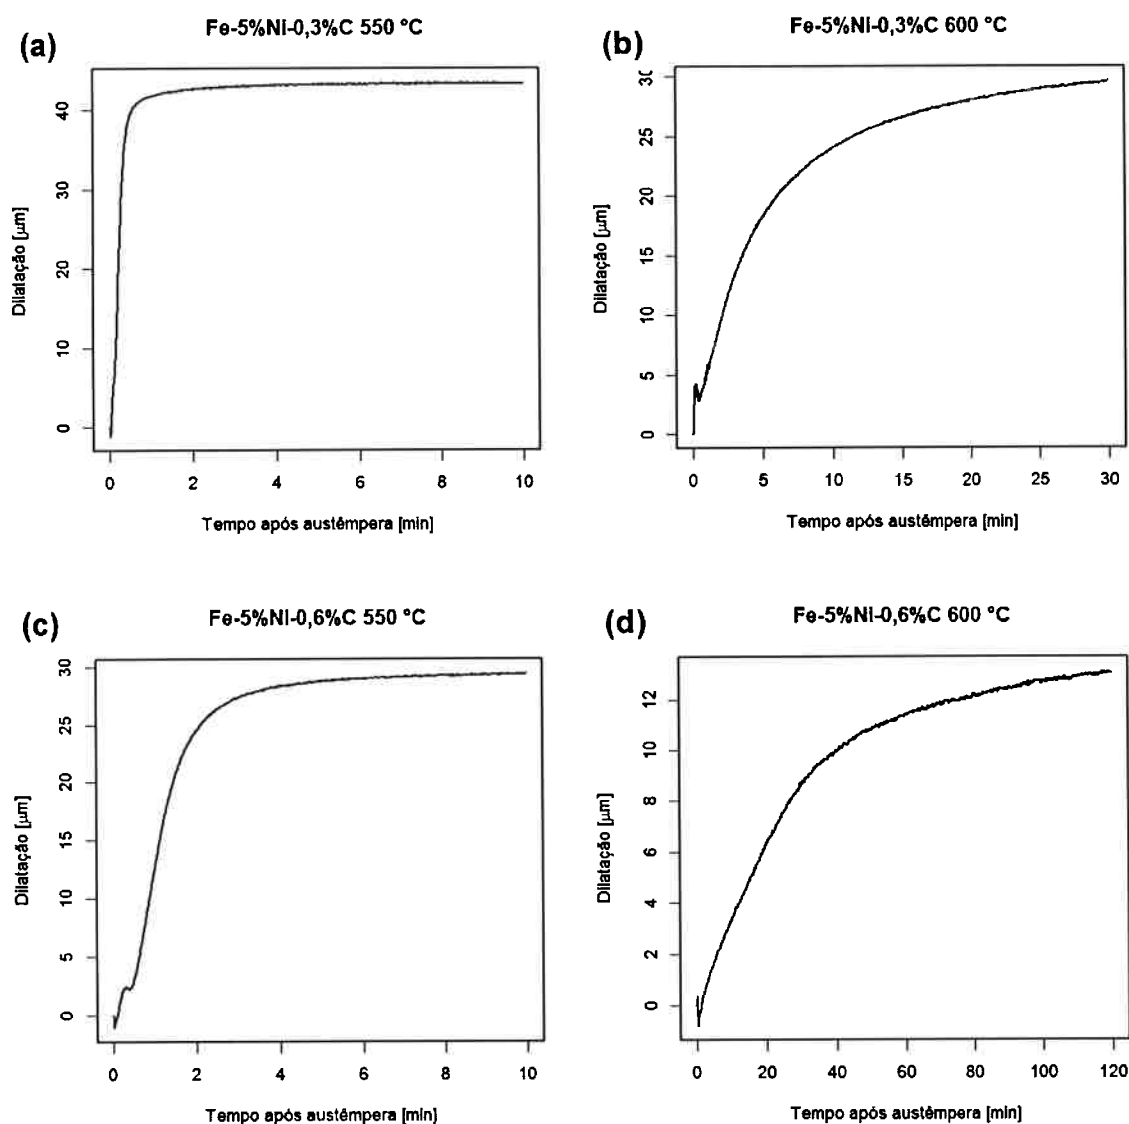 (a)
Fe-5%Ni-0,3%C 550 °C
Dilatação [μm]
40
30
20
10
0
0 2 4 6 8 10
Tempo após austêmpera [min]
(b)
Fe-5%Ni-0,3%C 600 °C
Dilatação [μm]
30
25
20
15
10
5
0
0 5 10 15 20 25 30
Tempo após austêmpera [min]
(c)
Fe-5%Ni-0,6%C 550 °C
Dilatação [μm]
30
25
20
15
10
5
0
0 2 4 6 8 10
Tempo após austêmpera [min]
(d)
Fe-5%Ni-0,6%C 600 °C
Dilatação [μm]
12
10
8
6
4
2
0
0 20 40 60 80 100 120
Tempo após austêmpera [min]